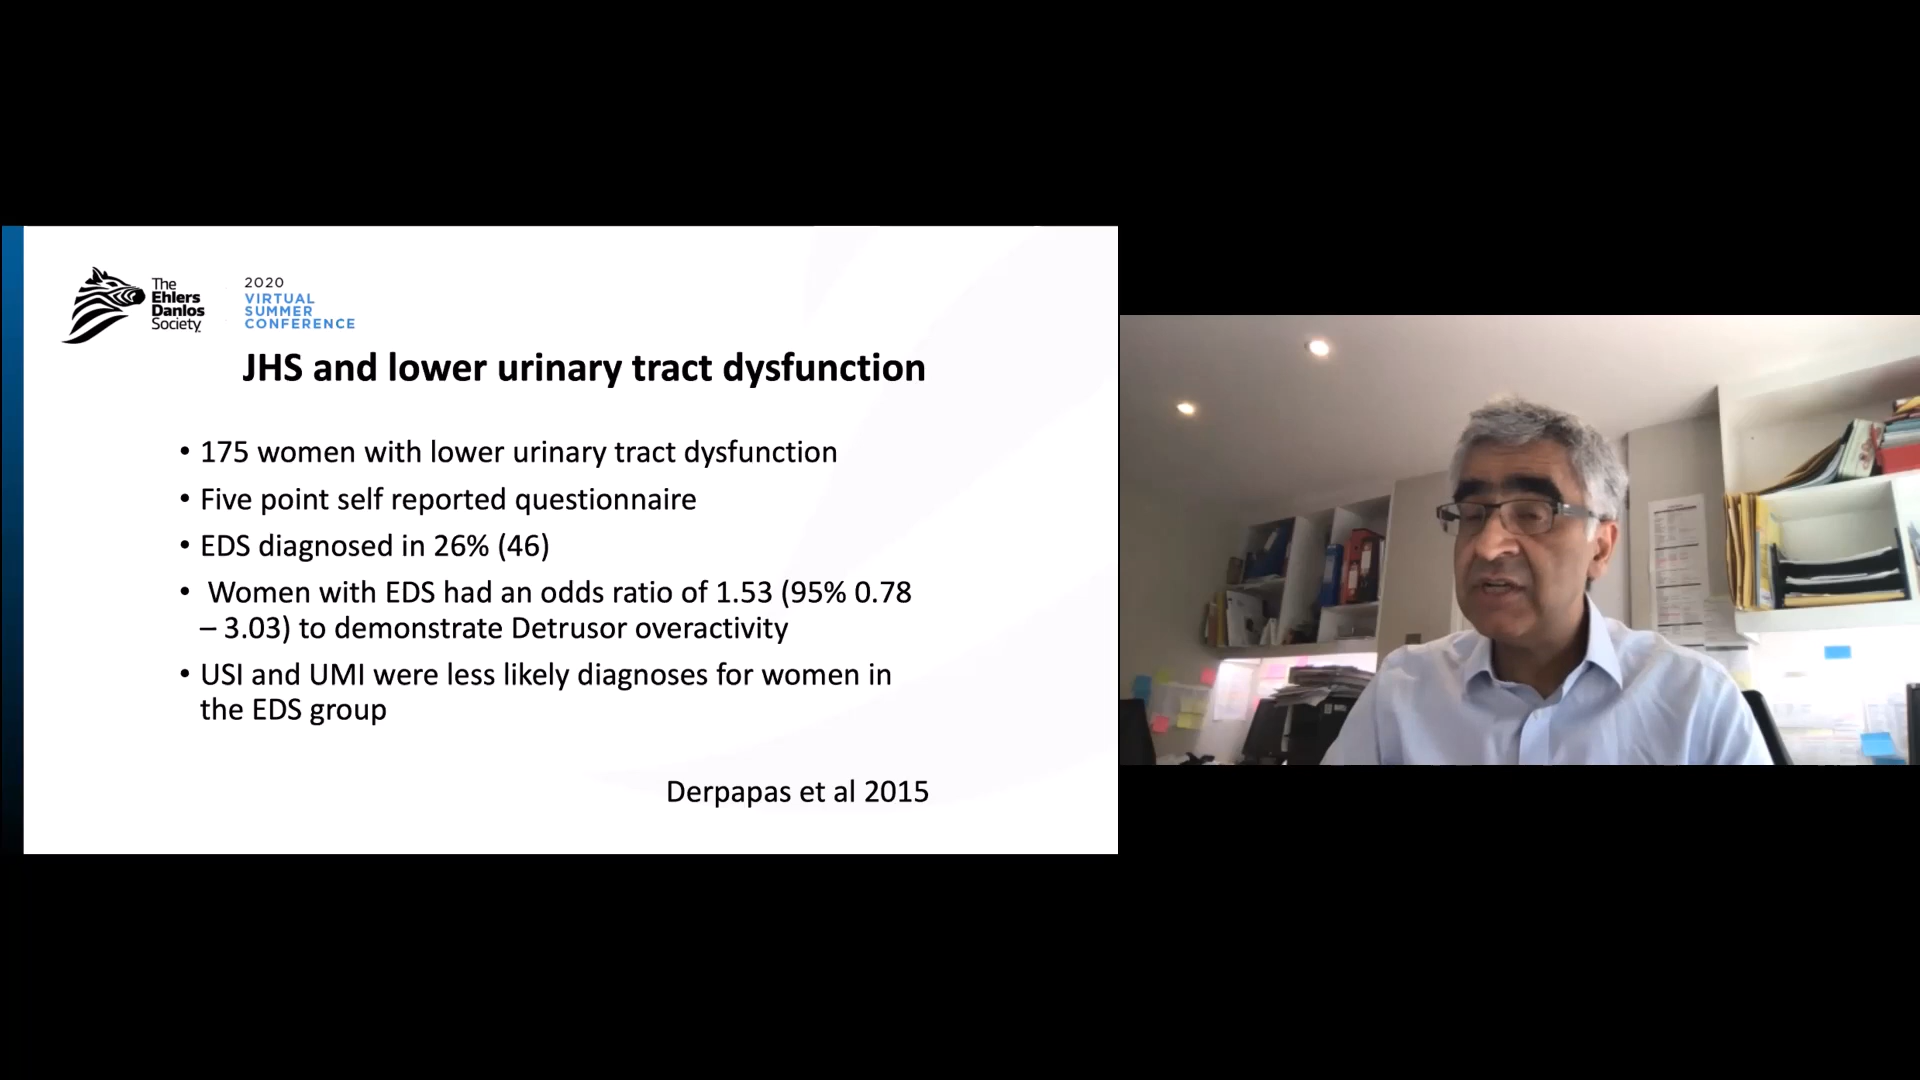 The
Ehlers
Danlos
Society
2020
VIRTUAL
SUMMER
CONFERENCE
JHS and lower urinary tract dysfunction
• 175 women with lower urinary tract dysfunction
• Five point self reported questionnaire
• EDS diagnosed in 26% (46)
• Women with EDS had an odds ratio of 1.53 (95% 0.78
– 3.03) to demonstrate Detrusor overactivity
• USI and UMI were less likely diagnoses for women in
the EDS group
Derpapas et al 2015